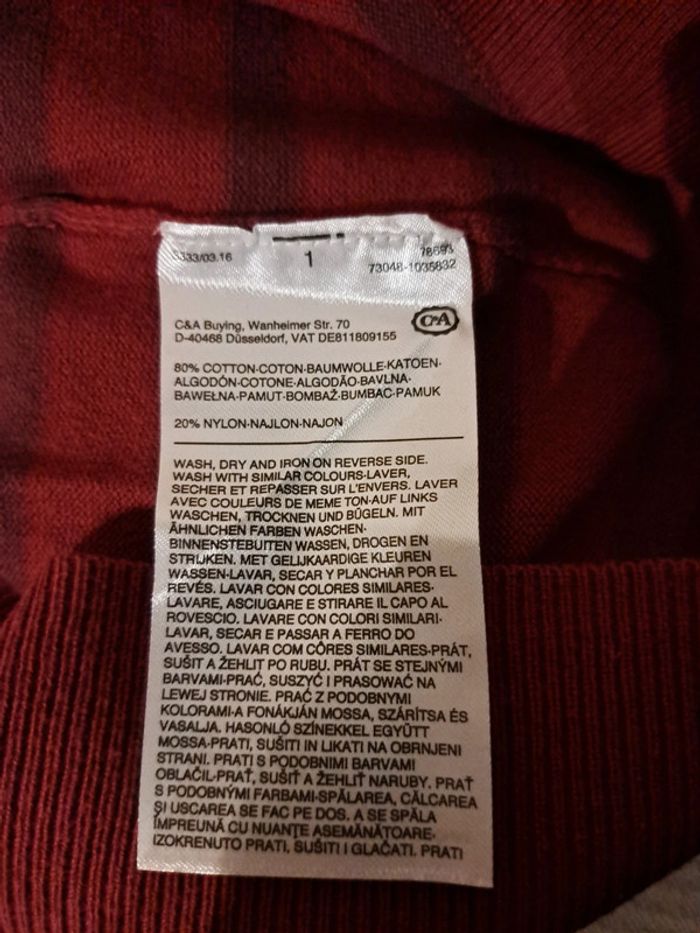 3333/03.16
1
78693
73048-1035832
C&A Buying, Wanheimer Str. 70
D-40468 Düsseldorf, VAT DE811809155
C&A
80% COTTON·COTON·BAUMWOLLE·KATOEN·
ALGODÓN·COTONE·ALGODÃO·BAVLNA·
BAWEŁNA·PAMUT·BOMBAŽ·BUMBAC·PAMUK
20% NYLON·NAJLON·NAJON
WASH, DRY AND IRON ON REVERSE SIDE.
WASH WITH SIMILAR COLOURS·LAVER,
SECHER ET REPASSER SUR L'ENVERS. LAVER
AVEC COULEURS DE MEME TON·AUF LINKS
WASCHEN, TROCKNEN UND BÜGELN. MIT
ÄHNLICHEN FARBEN WASCHEN·
BINNENSTEBUITEN WASSEN, DROGEN EN
STRIJKEN. MET GELIJKAARDIGE KLEUREN
WASSEN·LAVAR, SECAR Y PLANCHAR POR EL
REVÉS. LAVAR CON COLORES SIMILARES·
LAVARE, ASCIUGARE E STIRARE IL CAPO AL
ROVESCIO. LAVARE CON COLORI SIMILARI·
LAVAR, SECAR E PASSAR A FERRO DO
AVESSO. LAVAR COM CÔRES SIMILARES·PRÁT,
SUŠIT A ŽEHLIT PO RUBU. PRÁT SE STEJNÝMI
BARVAMI·PRAĆ, SUSZYĆ I PRASOWAĆ NA
LEWEJ STRONIE. PRAĆ Z PODOBNYMI
KOLORAMI·A FONÁKJÁN MOSSA, SZÁRÍTSA ÉS
VASALJA. HASONLÓ SZÍNEKKEL EGYÜTT
MOSSA·PRATI, SUŠITI IN LIKATI NA OBRNJENI
STRANI. PRATI S PODOBNIMI BARVAMI
OBLAČIL·PRAŤ, SUŠIŤ A ŽEHLIŤ NARUBY. PRAŤ
S PODOBNÝMI FARBAMI·SPĂLAREA, CĂLCAREA
ȘI USCAREA SE FAC PE DOS. A SE SPĂLA
ÎMPREUNĂ CU NUANȚE ASEMĂNĂTOARE·
IZOKRENUTO PRATI, SUŠITI I GLAČATI. PRATI